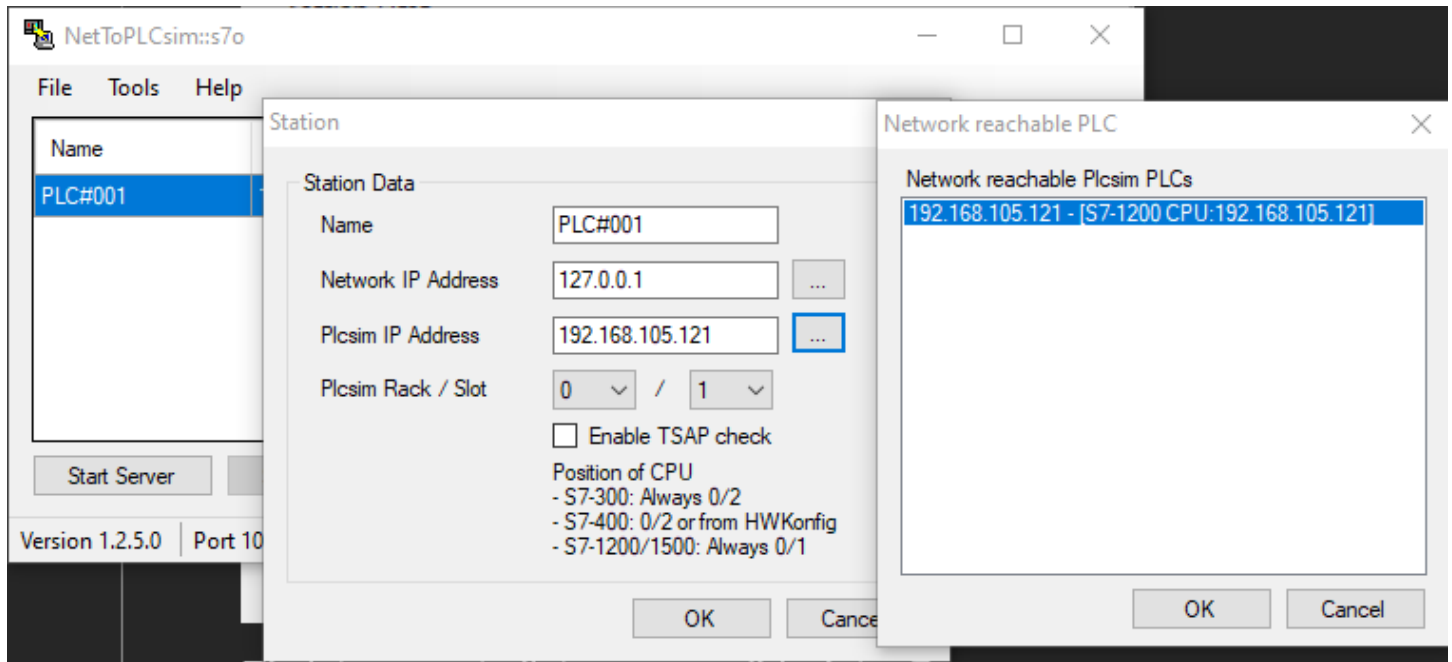 NetToPLCsim::s7o
File Tools Help
Name
PLC#001
Start Server
Version 1.2.5.0 Port 10
Station
Station Data
Name PLC#001
Network IP Address 127.0.0.1 ...
Plcsim IP Address 192.168.105.121 ...
Plcsim Rack / Slot 0 / 1
Enable TSAP check
Position of CPU
- S7-300: Always 0/2
- S7-400: 0/2 or from HWKonfig
- S7-1200/1500: Always 0/1
OK Cance
Network reachable PLC
Network reachable Plcsim PLCs
192.168.105.121 - [S7-1200 CPU:192.168.105.121]
OK Cancel